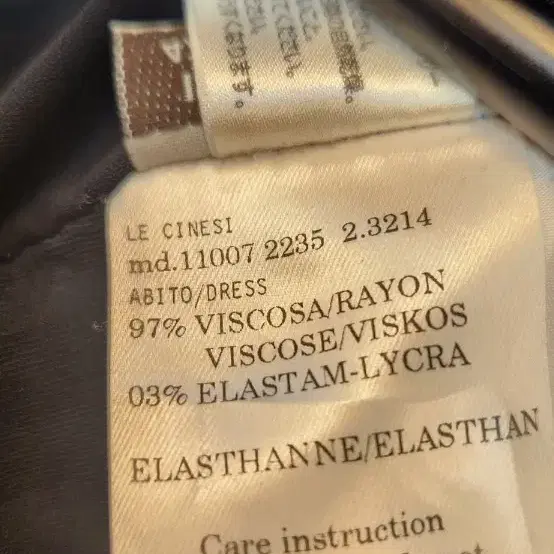 LE CINESI
md.11007 2235 2.3214
ABITO/DRESS
97% VISCOSA/RAYON
VISCOSE/VISKOS
03% ELASTAM-LYCRA
ELASTHANNE/ELASTHAN
Care instruction